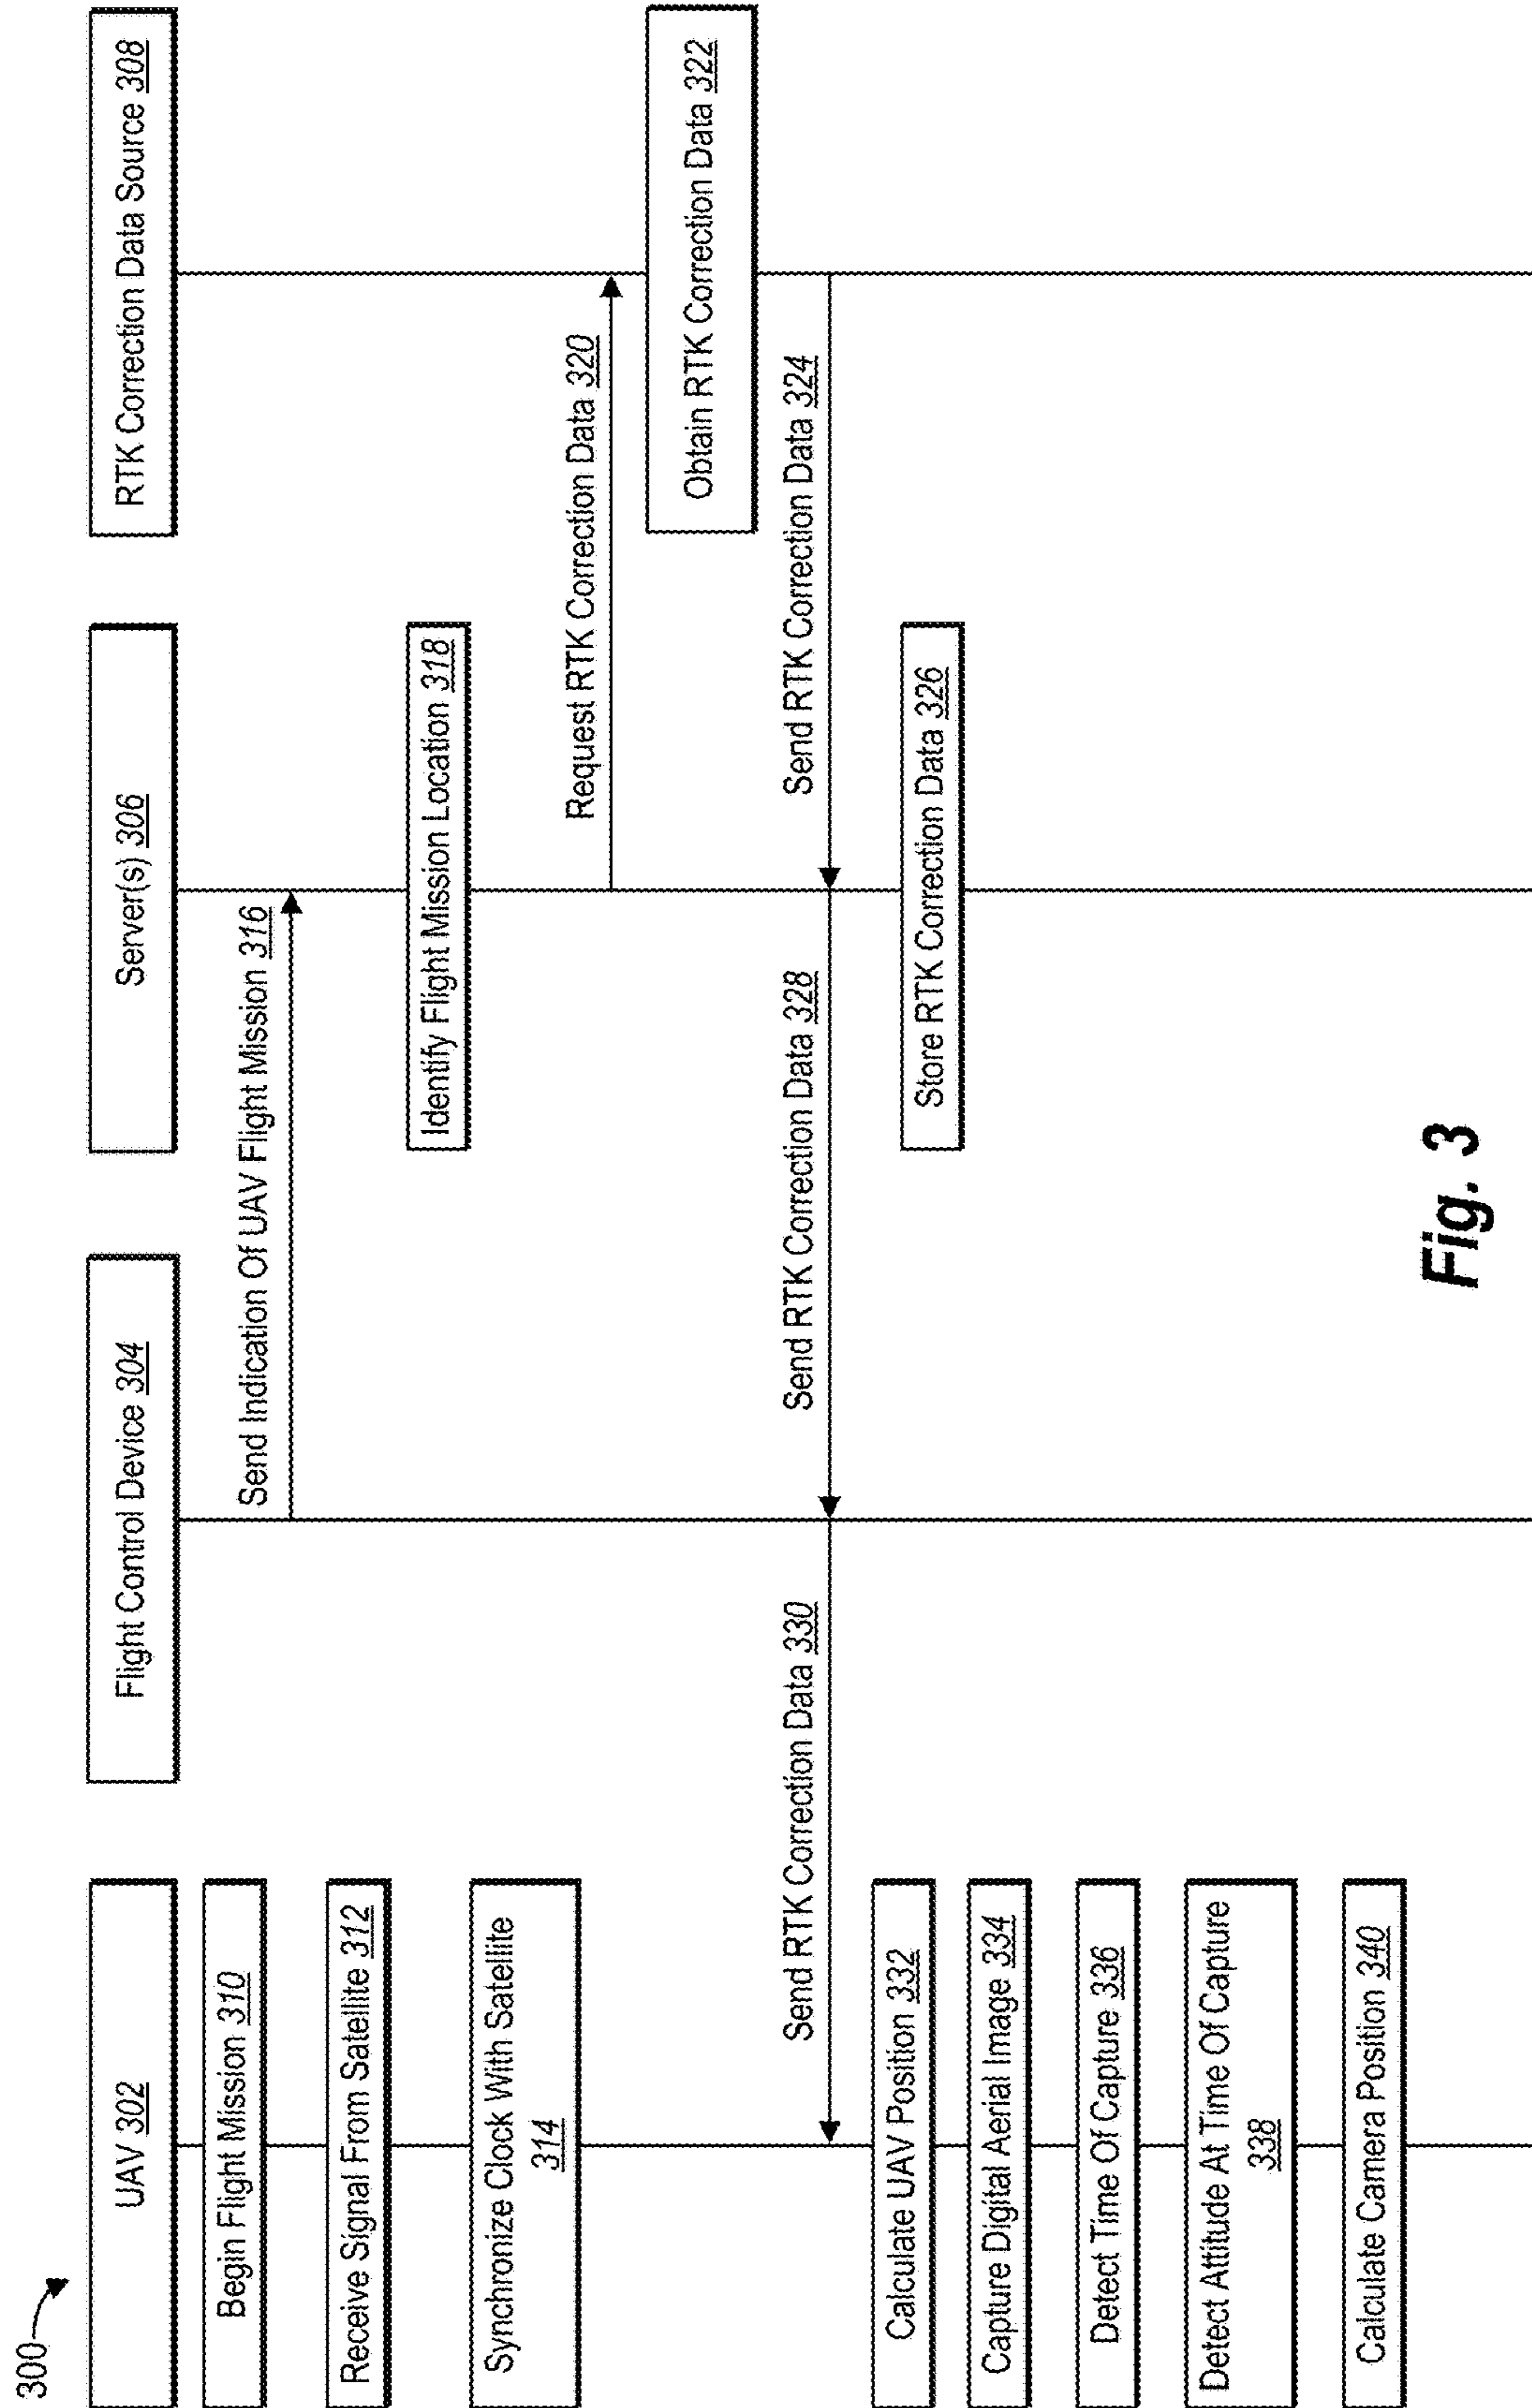 300
UAV 302
Flight Control Device 304
Server(s) 306
RTK Correction Data Source 308
Begin Flight Mission 310
Send Indication Of UAV Flight Mission 316
Receive Signal From Satellite 312
Identify Flight Mission Location 318
Synchronize Clock With Satellite
314
Request RTK Correction Data 320
Obtain RTK Correction Data 322
Send RTK Correction Data 330
Send RTK Correction Data 328
Send RTK Correction Data 324
Calculate UAV Position 332
Store RTK Correction Data 326
Capture Digital Aerial Image 334
Detect Time Of Capture 336
Detect Attitude At Time Of Capture
338
Calculate Camera Position 340
Fig. 3